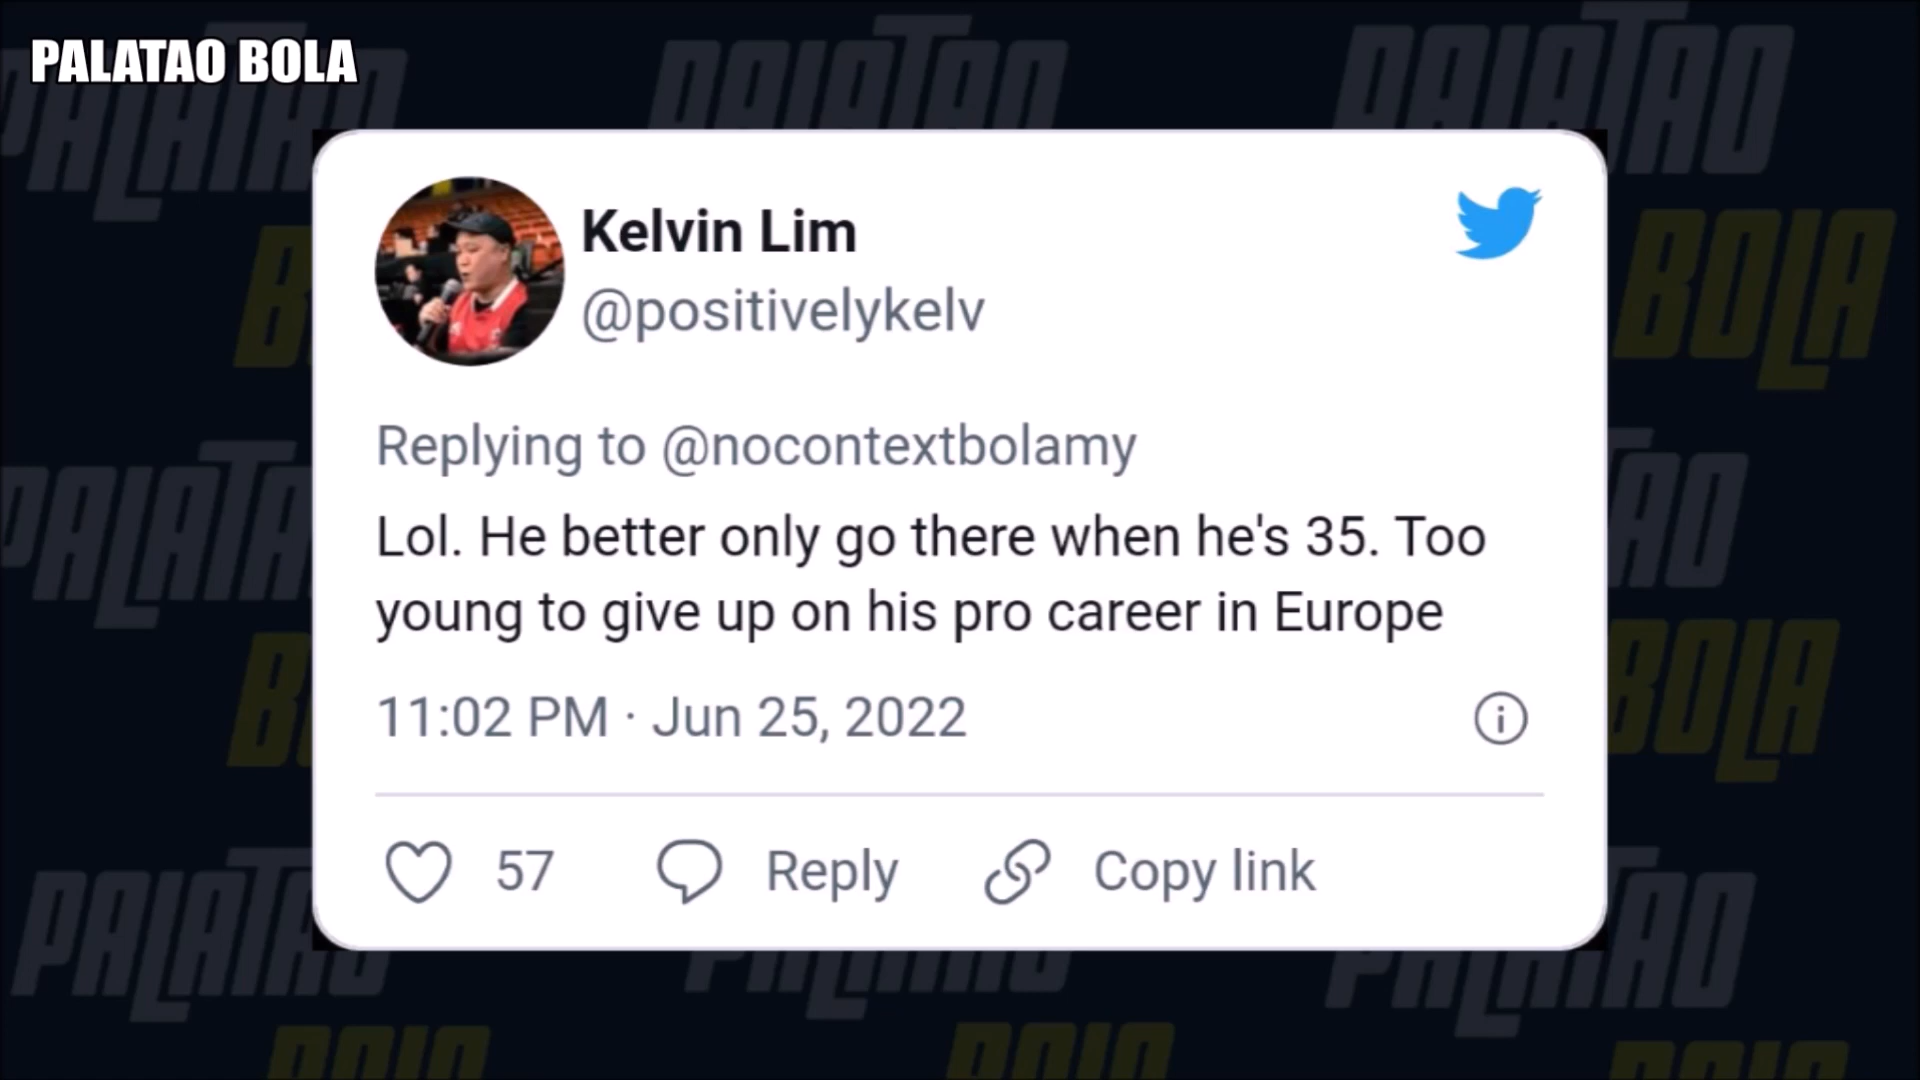 PALATAO BOLA
Kelvin Lim
@positivelykelv
Replying to @nocontextbolamy
Lol. He better only go there when he's 35. Too
young to give up on his pro career in Europe
11:02 PM · Jun 25, 2022
57 Reply Copy link
PALATAO
BOLA